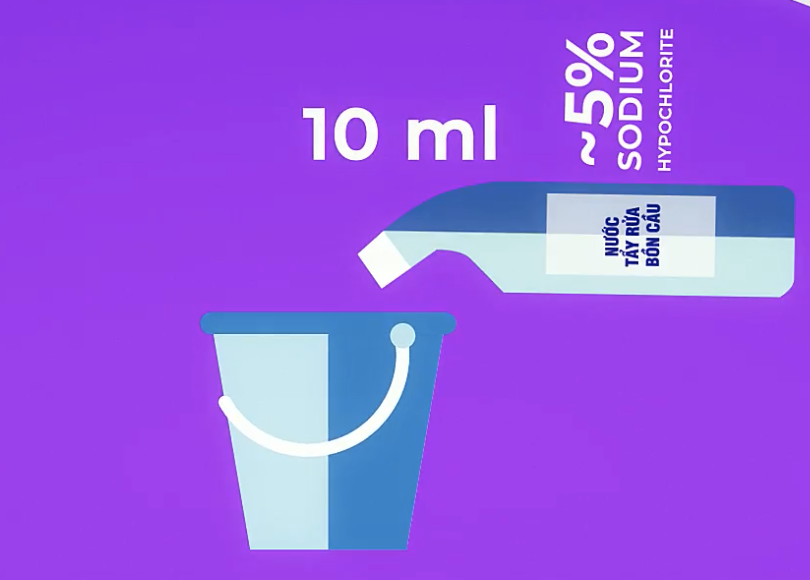 10 ml
~5%
SODIUM
HYPOCHLORITE
NƯỚC
TẨY RỬA
BỒN CẦU